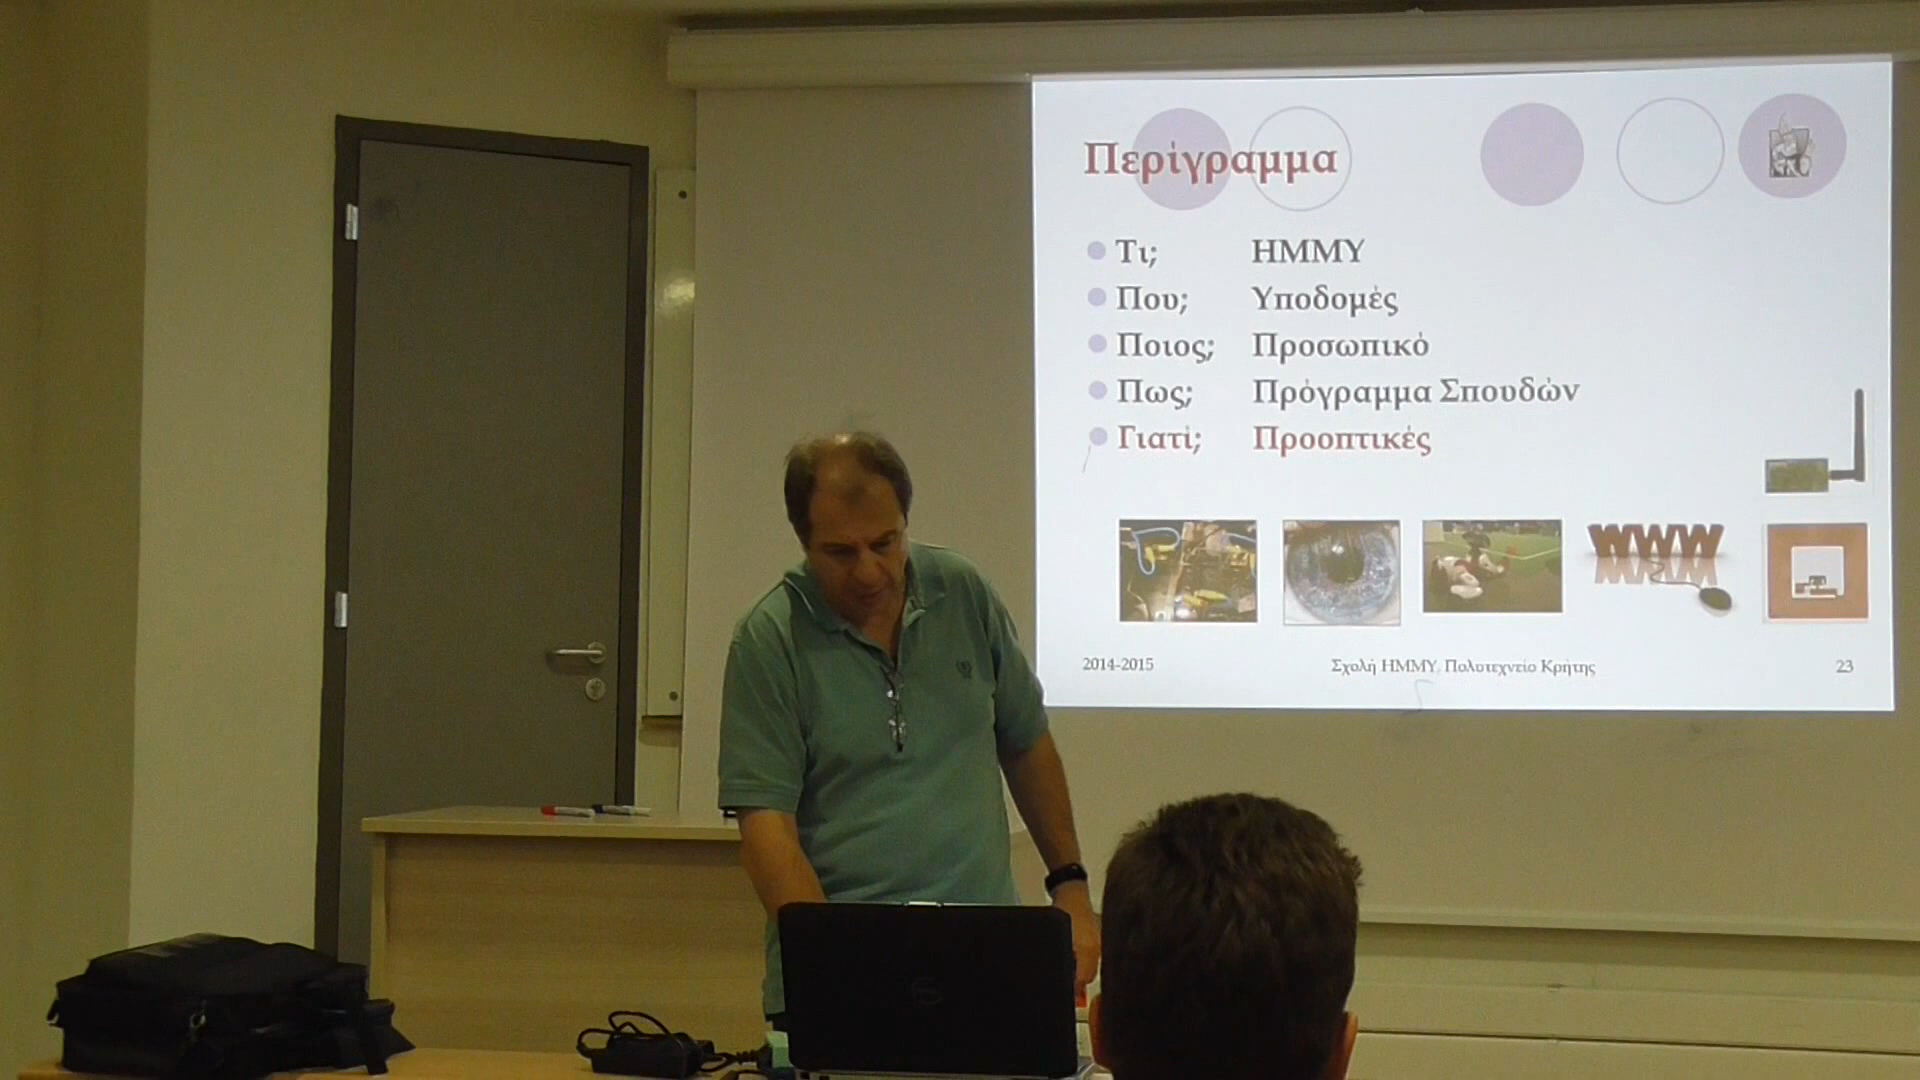 Περίγραμμα
Τι; ΗΜΜΥ
Που; Υποδομές
Ποιος; Προσωπικό
Πως; Πρόγραμμα Σπουδών
Γιατί; Προοπτικές
WWW
2014-2015 Σχολή ΗΜΜΥ, Πολυτεχνείο Κρήτης 23